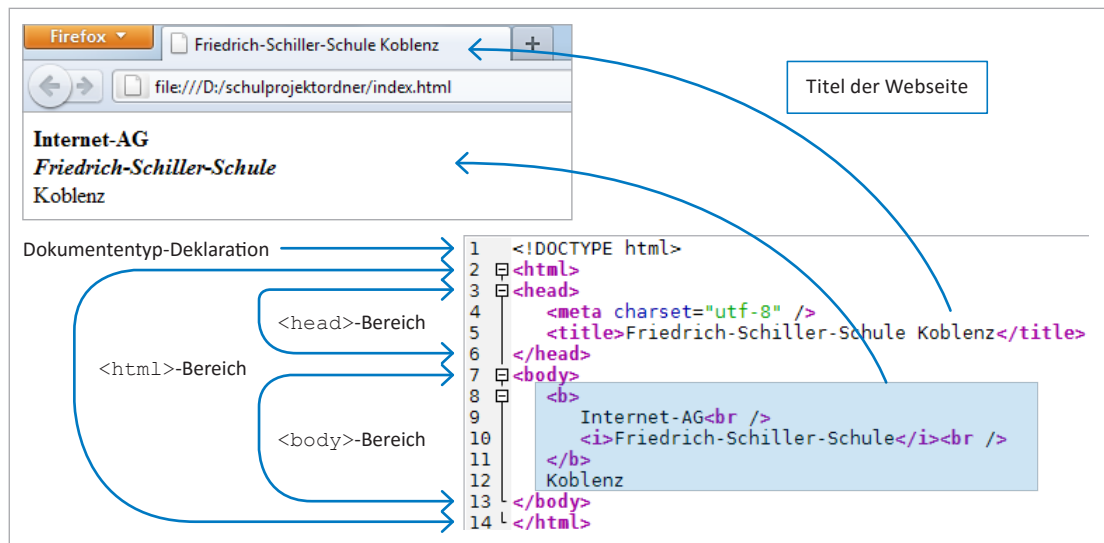 Firefox
Friedrich-Schiller-Schule Koblenz
+
file:///D:/schulprojektordner/index.html
Titel der Webseite
Internet-AG
Friedrich-Schiller-Schule
Koblenz
Dokumententyp-Deklaration
<head>-Bereich
<html>-Bereich
<body>-Bereich
1 <!DOCTYPE html>
2 <html>
3 <head>
4 <meta charset="utf-8" />
5 <title>Friedrich-Schiller-Schule Koblenz</title>
6 </head>
7 <body>
8 <b>
9 Internet-AG<br />
10 <i>Friedrich-Schiller-Schule</i><br />
11 </b>
12 Koblenz
13 </body>
14 </html>